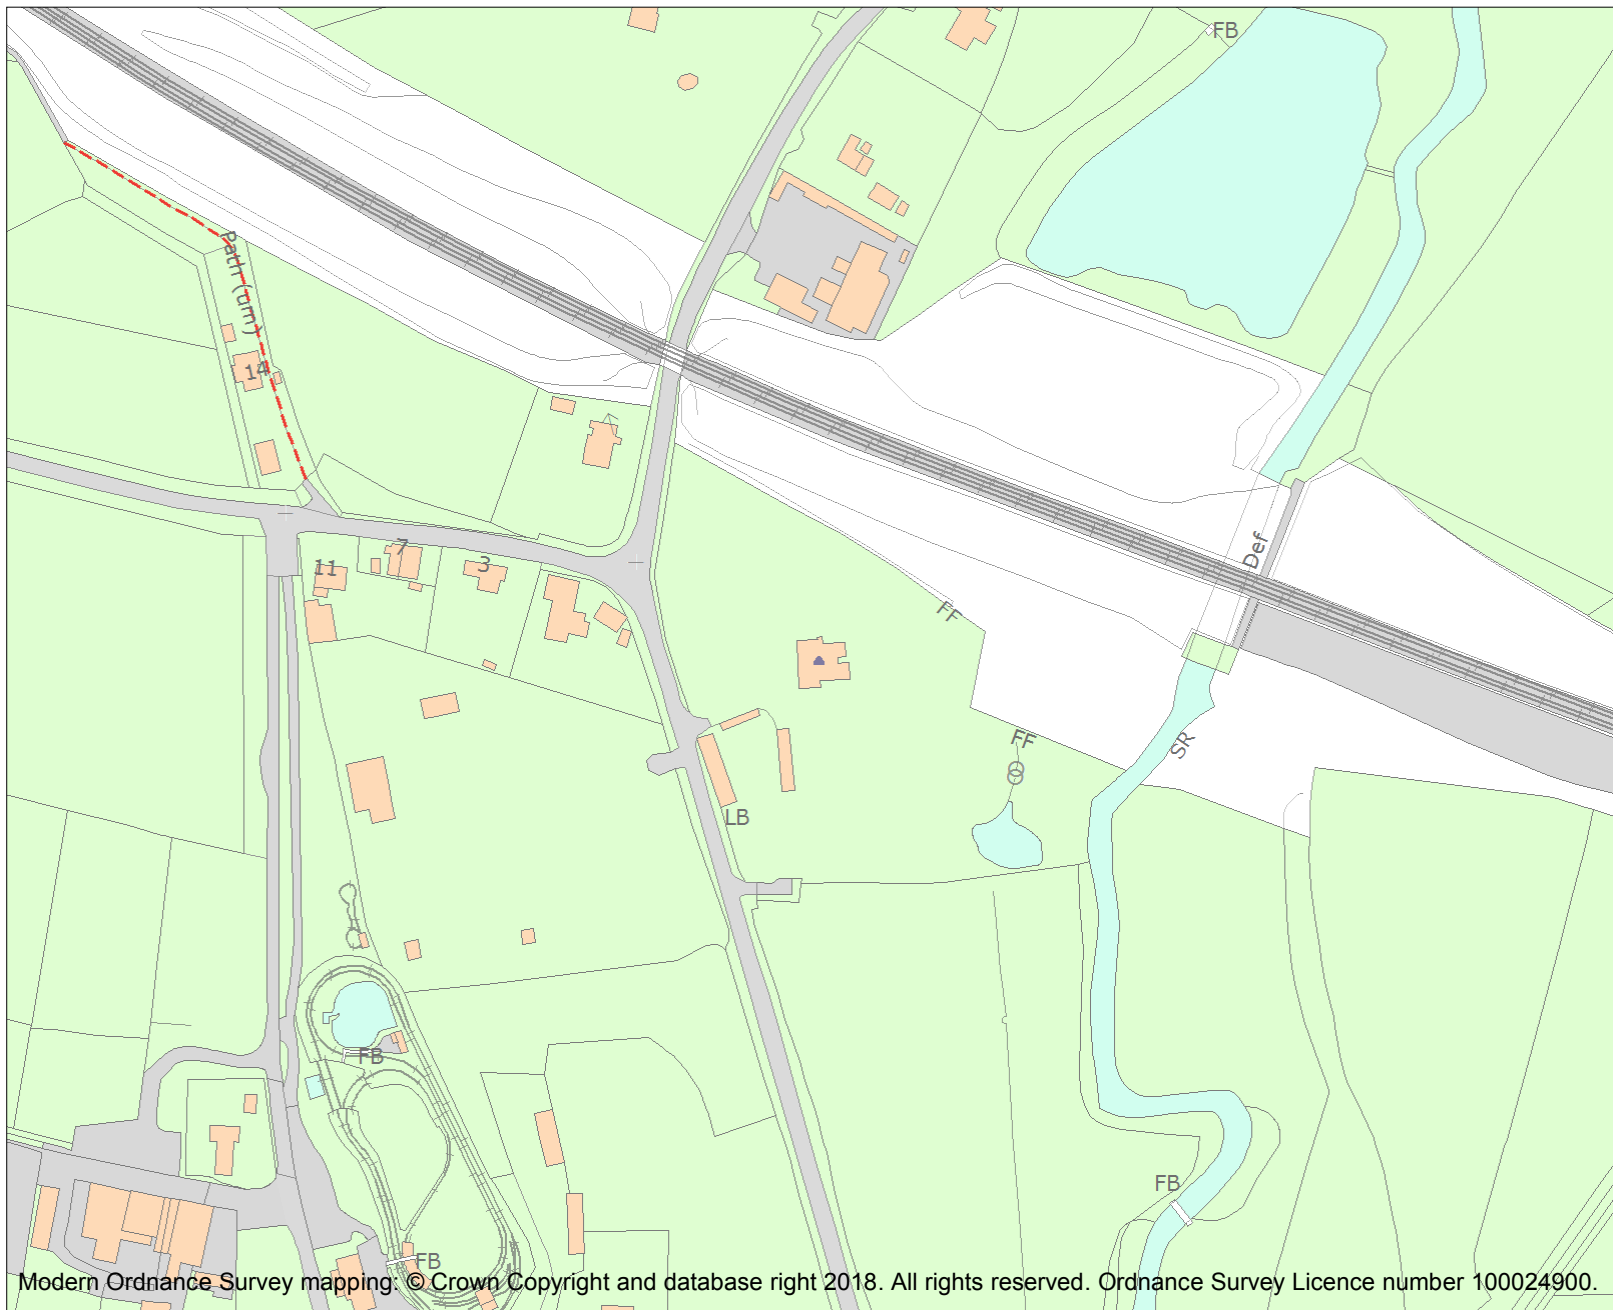 FB
Path (um)
14
Def
11
7
3
FF
FF
SR
LB
FB
FB
FB
Modern Ordnance Survey mapping: © Crown Copyright and database right 2018. All rights reserved. Ordnance Survey Licence number 100024900.